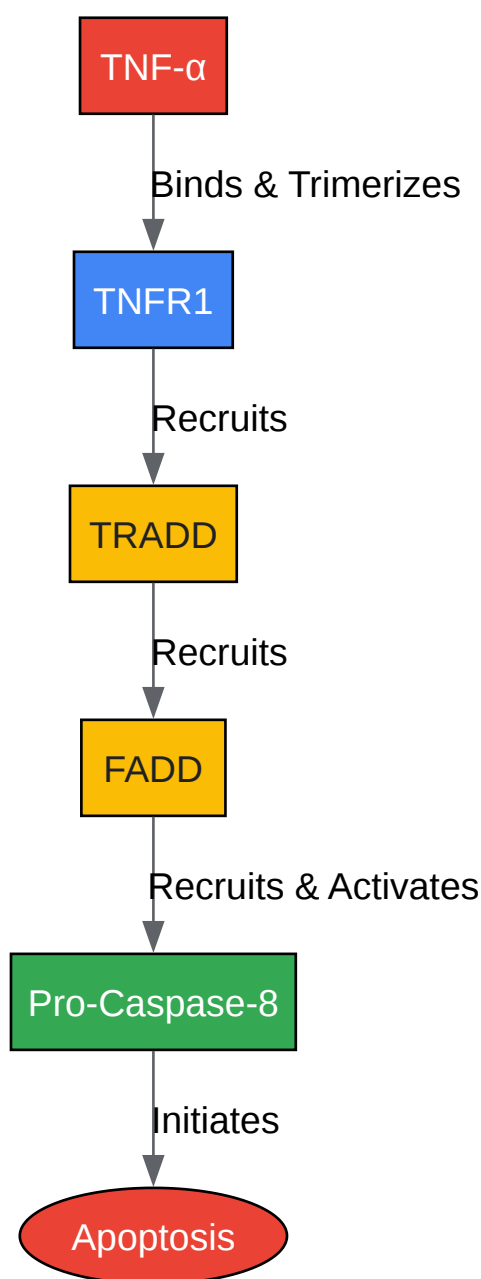 TNF-α
Binds & Trimerizes
TNFR1
Recruits
TRADD
Recruits
FADD
Recruits & Activates
Pro-Caspase-8
Initiates
Apoptosis